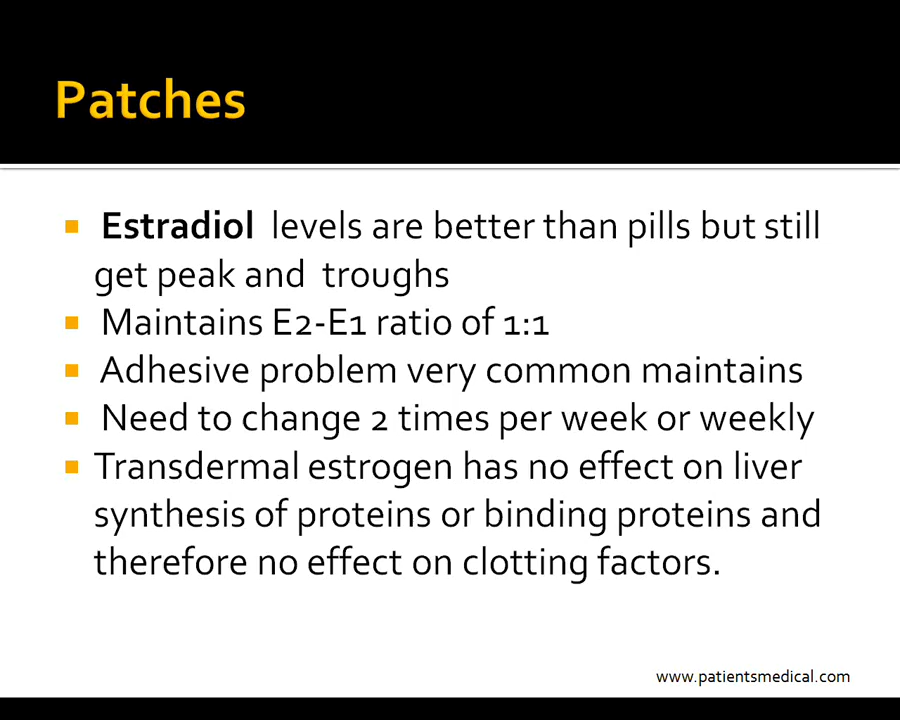 Patches
Estradiol levels are better than pills but still
get peak and troughs
Maintains E2-E1 ratio of 1:1
Adhesive problem very common maintains
Need to change 2 times per week or weekly
Transdermal estrogen has no effect on liver
synthesis of proteins or binding proteins and
therefore no effect on clotting factors.
www.patientsmedical.com